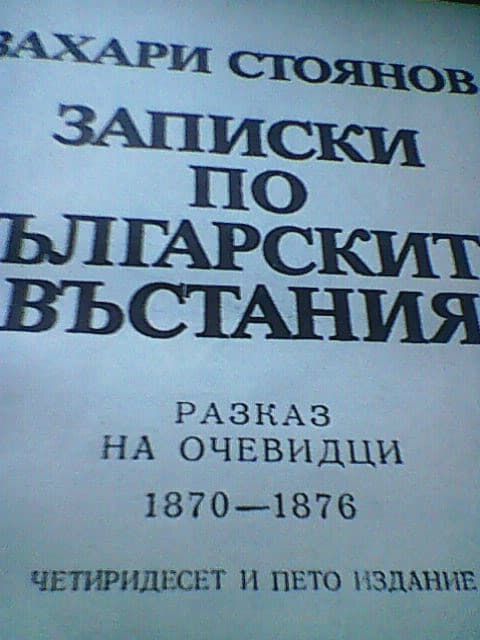 ЗАХАРИ СТОЯНОВ
ЗАПИСКИ
ПО
ЪЛГАРСКИТ
ВЪСТАНИЯ
РАЗКАЗ
НА ОЧЕВИДЦИ
1870—1876
ЧЕТИРИДЕСЕТ И ПЕТО ИЗДАНИЕ